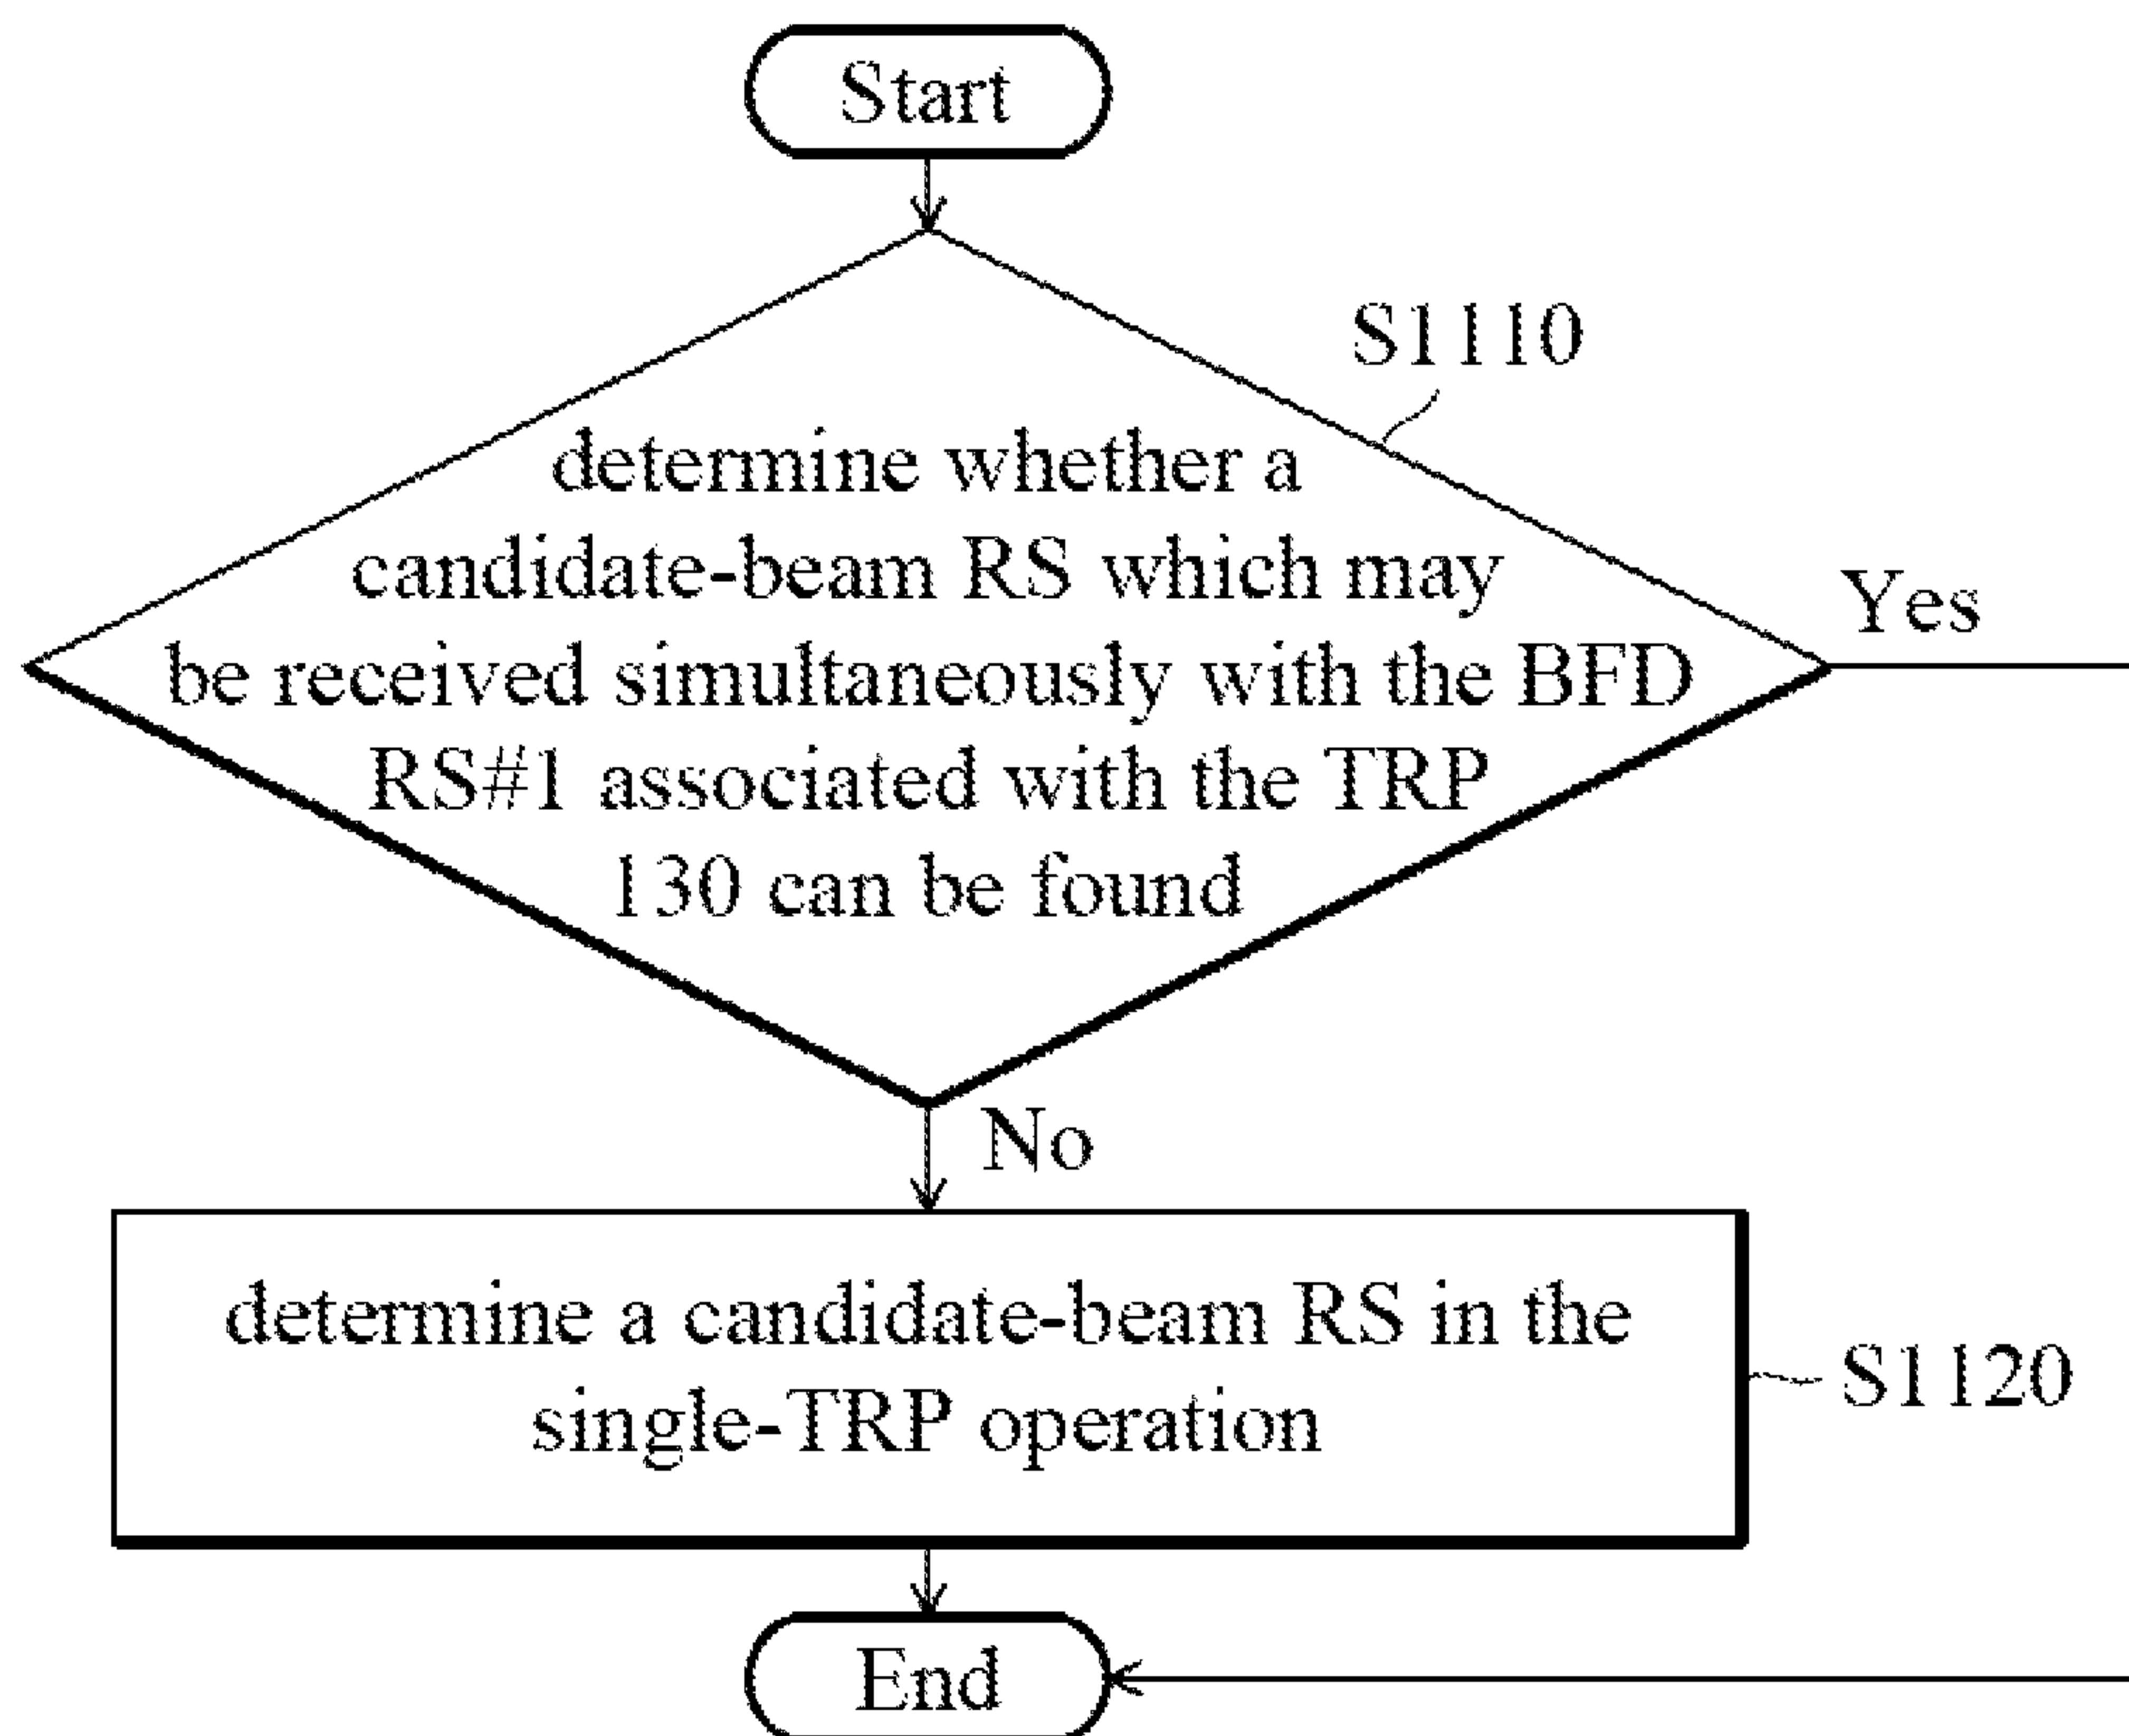 Start
S1110
determine whether a
candidate-beam RS which may
be received simultaneously with the BFD
RS#1 associated with the TRP
130 can be found
Yes
No
determine a candidate-beam RS in the
single-TRP operation
S1120
End